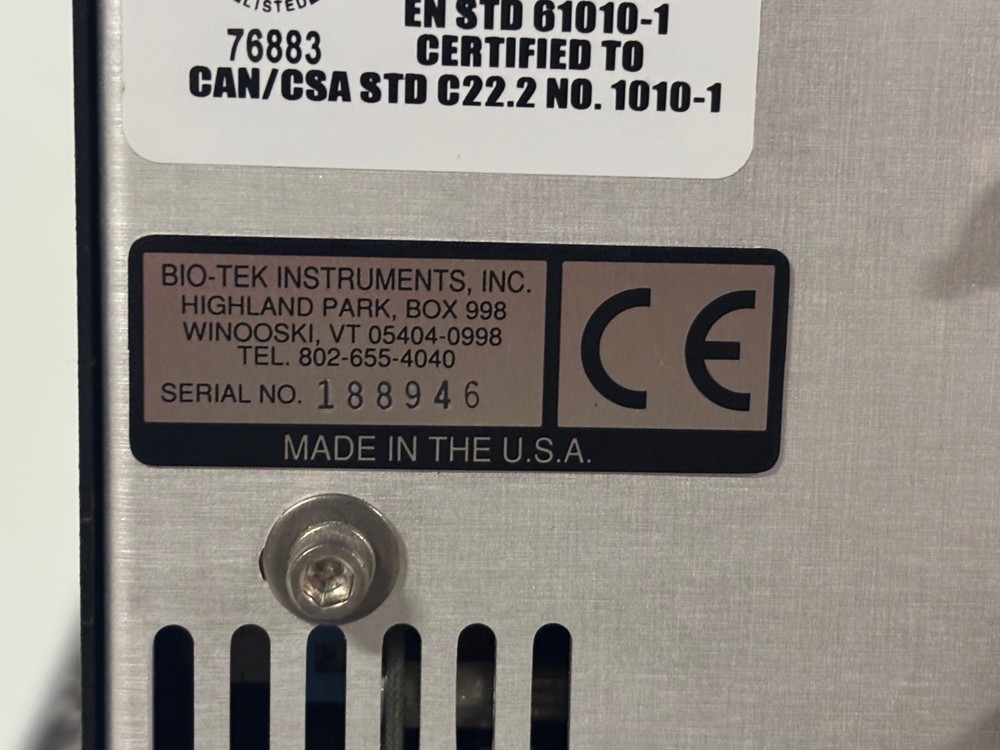 LISTED
EN STD 61010-1
76883
CERTIFIED TO
CAN/CSA STD C22.2 NO. 1010-1
BIO-TEK INSTRUMENTS, INC.
HIGHLAND PARK, BOX 998
WINOOSKI, VT 05404-0998
TEL. 802-655-4040
SERIAL NO. 188946
CE
MADE IN THE U.S.A.